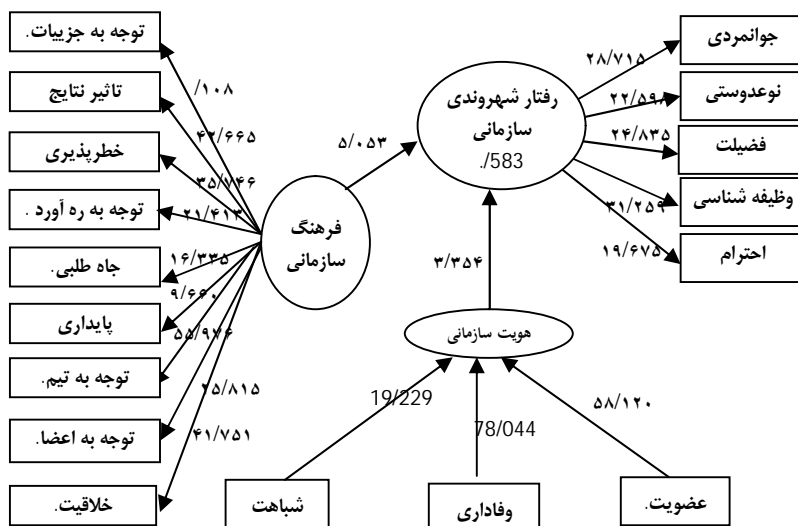 توجه به جزییات.
تاثیر نتایج
خطرپذیری
توجه به ره آورد .
جاه طلبی.
پایداری
توجه به تیم.
توجه به اعضا.
خلاقیت.
/۱۰۸
۴۲/۶۶۵
۳۵/۷۴۶
۲۱/۴۱۳
۱۶/۳۳۵
۹/۶۶۰
۵۵/۹۷۶
۲۵/۸۱۵
۴۱/۷۵۱
فرهنگ
سازمانی
۵/۰۵۳
رفتار شهروندی
سازمانی
./583
۲۸/۷۱۵
۲۲/۵۹۸
۲۴/۸۳۵
۳۱/۲۵۹
۱۹/۶۷۵
جوانمردی
نوعدوستی
فضیلت
وظیفه شناسی
احترام
۳/۳۵۴
هویت سازمانی
19/229
78/044
۵۸/۱۲۰
شباهت
وفاداری
عضویت.